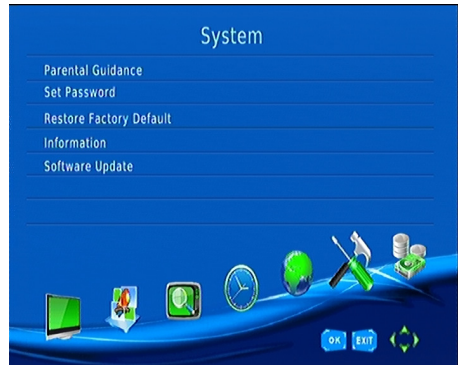 System
Parental Guidance
Set Password
Restore Factory Default
Information
Software Update
OK EXIT